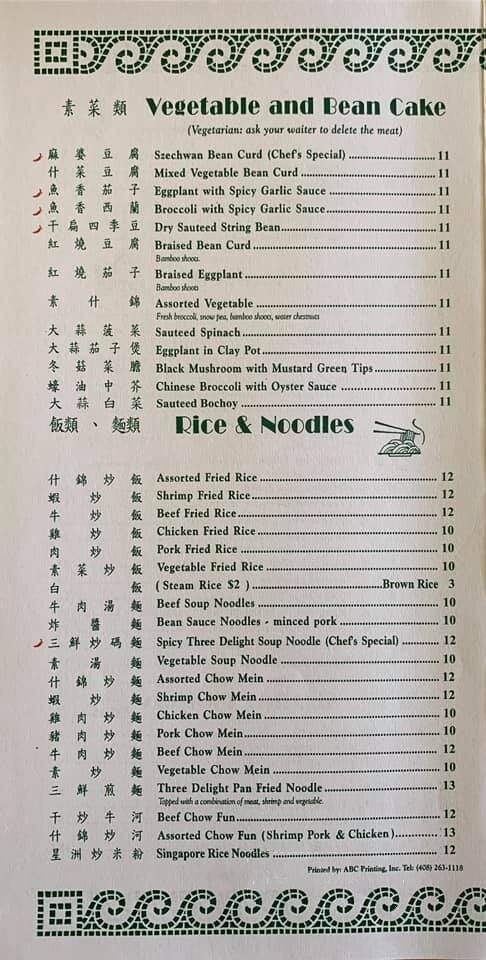 素菜類 Vegetable and Bean Cake
(Vegetarian: ask your waiter to delete the meat)
麻婆豆腐 Szechwan Bean Curd (Chef's Special) 11
什菜豆腐 Mixed Vegetable Bean Curd 11
魚香茄子 Eggplant with Spicy Garlic Sauce 11
魚香西蘭 Broccoli with Spicy Garlic Sauce 11
干扁四季豆 Dry Sauteed String Bean 11
紅燒豆腐 Braised Bean Curd 11
Bamboo shoots.
紅燒茄子 Braised Eggplant 11
Bamboo shoots
素什錦 Assorted Vegetable 11
Fresh broccoli, snow pea, bamboo shoots, water chestnuts
大蒜菠菜 Sauteed Spinach 11
大蒜茄子煲 Eggplant in Clay Pot 11
冬菇菜膽 Black Mushroom with Mustard Green Tips 11
蠔油中芥 Chinese Broccoli with Oyster Sauce 11
大蒜白菜 Sauteed Bochoy 11
飯類、麵類 Rice & Noodles
什錦炒飯 Assorted Fried Rice 12
蝦炒飯 Shrimp Fried Rice 12
牛炒飯 Beef Fried Rice 12
雞炒飯 Chicken Fried Rice 10
肉炒飯 Pork Fried Rice 10
素菜炒飯 Vegetable Fried Rice 10
白飯 (Steam Rice $2) Brown Rice 3
牛肉湯麵 Beef Soup Noodles 10
炸醬麵 Bean Sauce Noodles - minced pork 10
三鮮炒碼麵 Spicy Three Delight Soup Noodle (Chef's Special) 12
素湯麵 Vegetable Soup Noodle 10
什錦炒麵 Assorted Chow Mein 12
蝦炒麵 Shrimp Chow Mein 12
雞肉炒麵 Chicken Chow Mein 10
豬肉炒麵 Pork Chow Mein 10
牛肉炒麵 Beef Chow Mein 12
素炒麵 Vegetable Chow Mein 10
三鮮煎麵 Three Delight Pan Fried Noodle 13
Topped with a combination of meat, shrimp and vegetable.
干炒牛河 Beef Chow Fun 12
什錦炒河 Assorted Chow Fun (Shrimp Pork & Chicken) 13
星洲炒米粉 Singapore Rice Noodles 12
Printed by: ABC Printing, Inc. Tel: (408) 263-1118